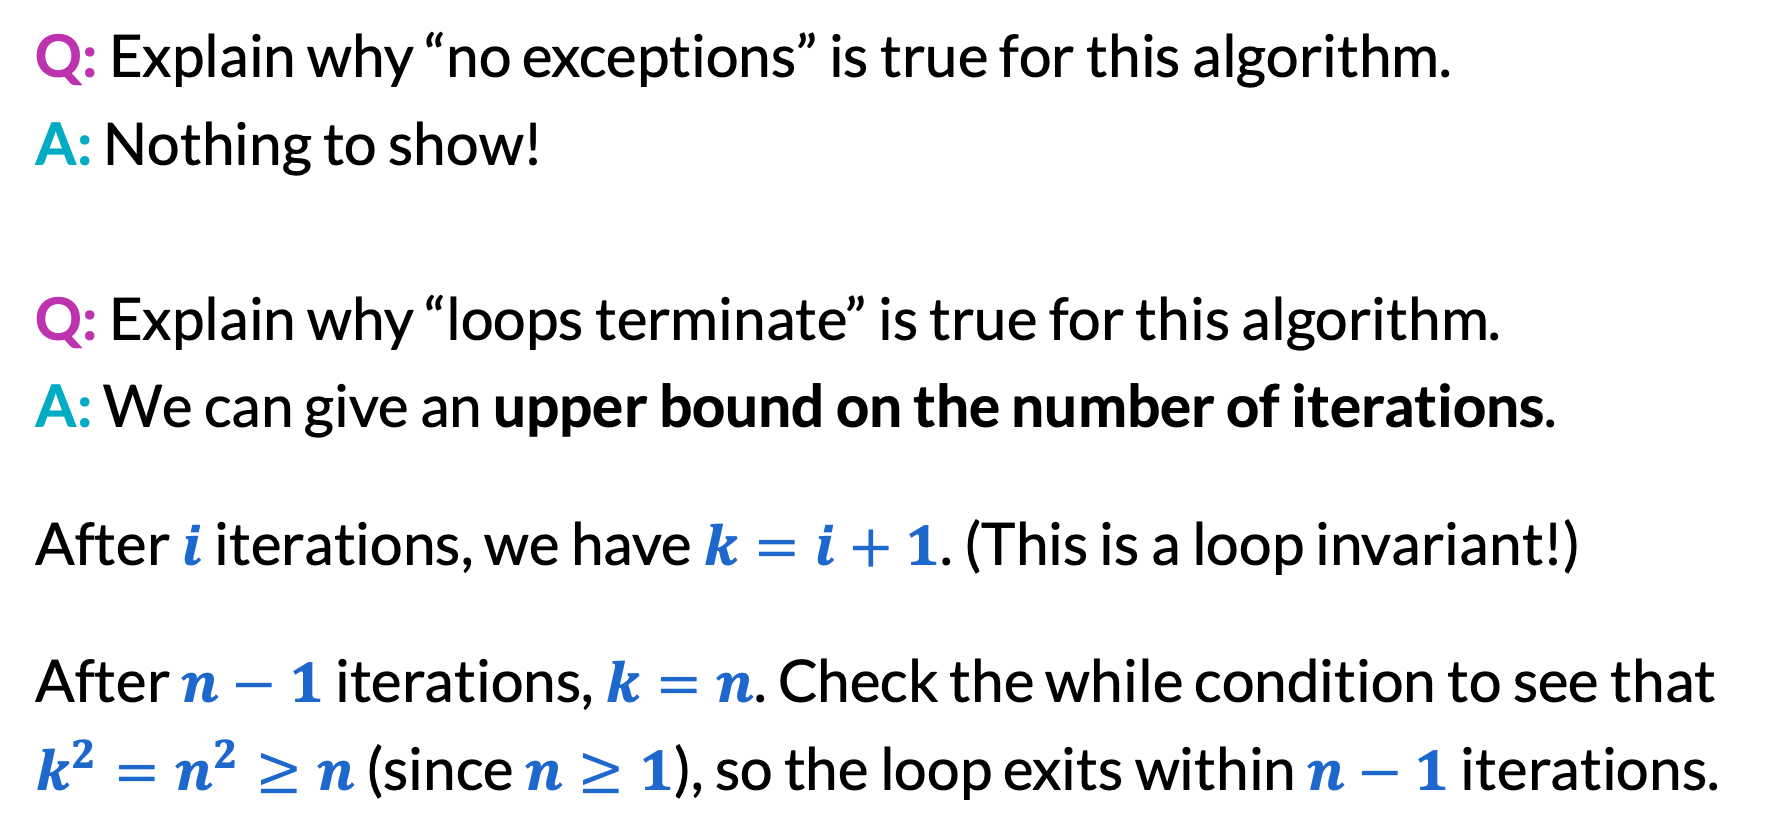 Q: Explain why “no exceptions” is true for this algorithm.
A: Nothing to show!
Q: Explain why “loops terminate” is true for this algorithm.
A: We can give an upper bound on the number of iterations.
After i iterations, we have k = i + 1. (This is a loop invariant!)
After n − 1 iterations, k = n. Check the while condition to see that
k² = n² ≥ n (since n ≥ 1), so the loop exits within n − 1 iterations.